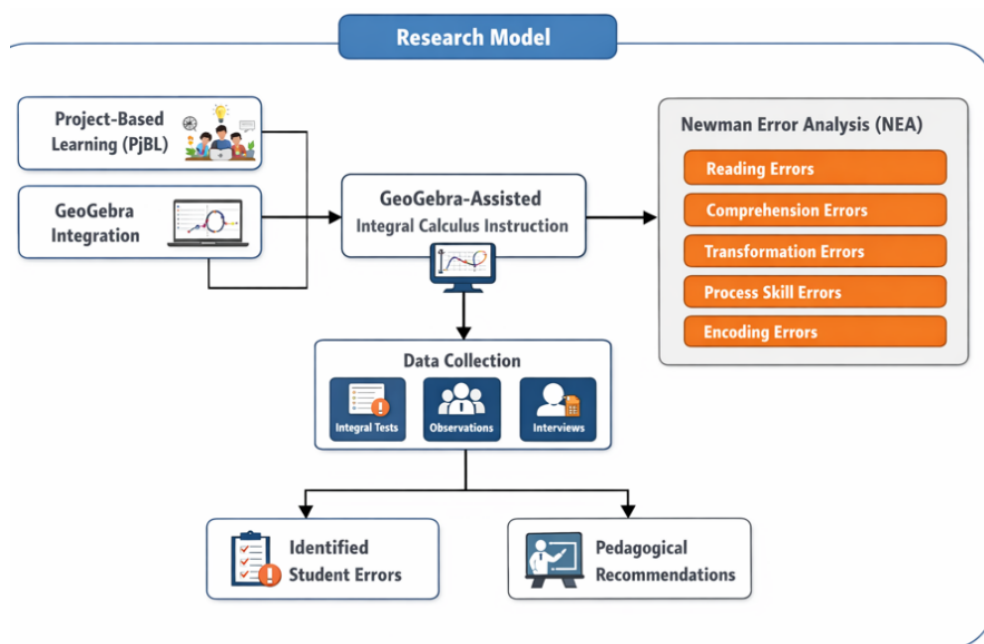 Research Model
Project-Based
Learning (PjBL)
GeoGebra
Integration
GeoGebra-Assisted
Integral Calculus Instruction
Newman Error Analysis (NEA)
Reading Errors
Comprehension Errors
Transformation Errors
Process Skill Errors
Encoding Errors
Data Collection
Integral Tests
Observations
Interviews
Identified
Student Errors
Pedagogical
Recommendations